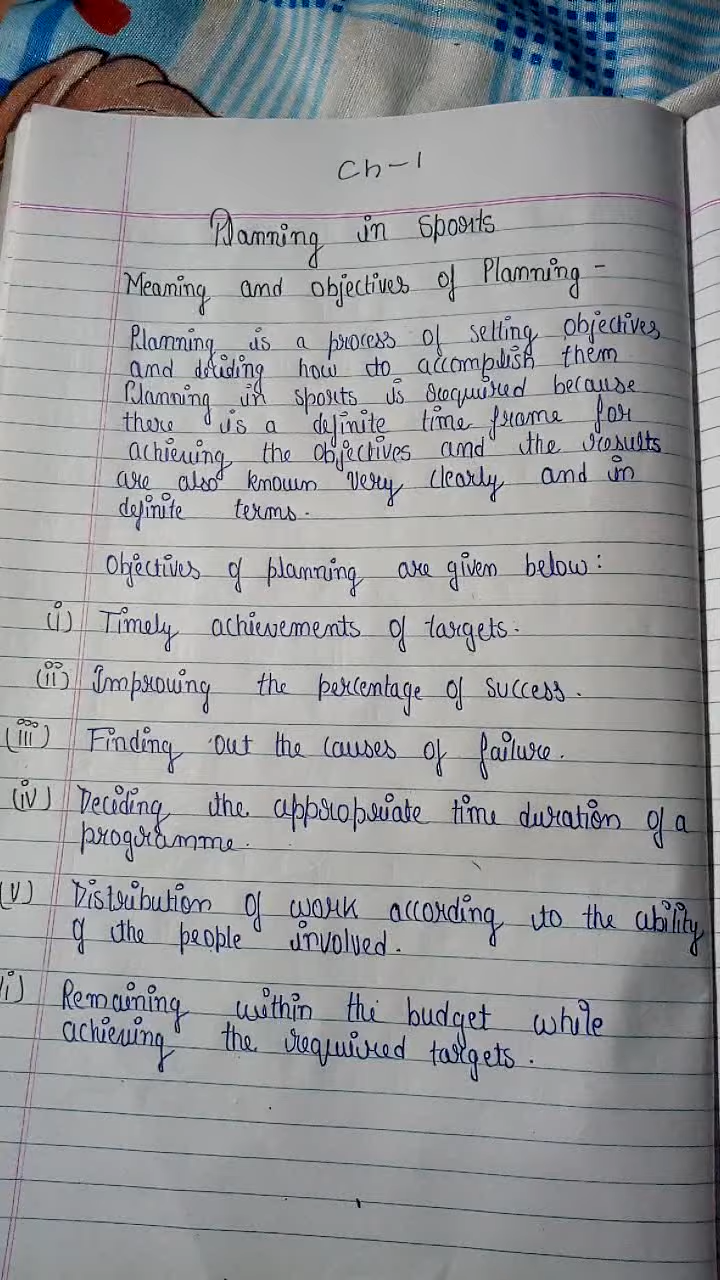 Ch-1
Planning in Sports
Meaning and objectives of Planning -
Planning is a process of setting objectives
and deciding how to accomplish them
Planning in sports is required because
there is a definite time frame for
achieving the objectives and the results
are also known very clearly and in
definite terms.
Objectives of planning are given below:
(i) Timely achievements of targets.
(ii) Improving the percentage of success.
(iii) Finding out the causes of failure.
(iv) Deciding the appropriate time duration of a
programme.
(v) Distribution of work according to the ability
of the people involved.
i) Remaining within the budget while
achieving the required targets.